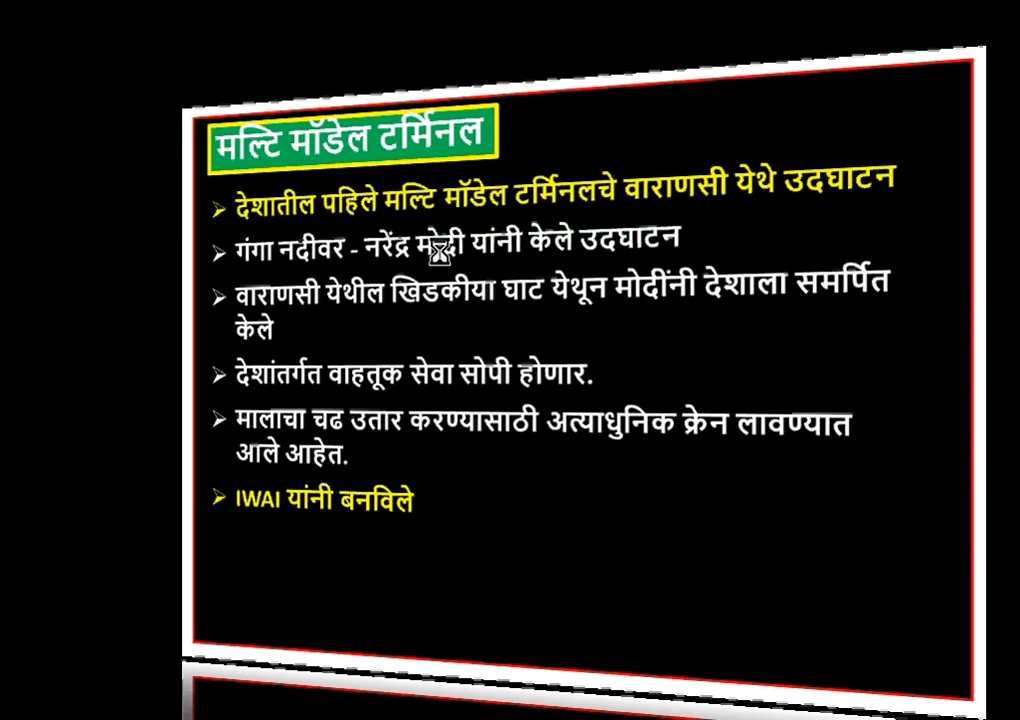 मल्टि मॉडेल टर्मिनल
➢ देशातील पहिले मल्टि मॉडेल टर्मिनलचे वाराणसी येथे उदघाटन
➢ गंगा नदीवर - नरेंद्र मोदी यांनी केले उदघाटन
➢ वाराणसी येथील खिडकीया घाट येथून मोदींनी देशाला समर्पित
केले
➢ देशांतर्गत वाहतूक सेवा सोपी होणार.
➢ मालाचा चढ उतार करण्यासाठी अत्याधुनिक क्रेन लावण्यात
आले आहेत.
➢ IWAI यांनी बनविले